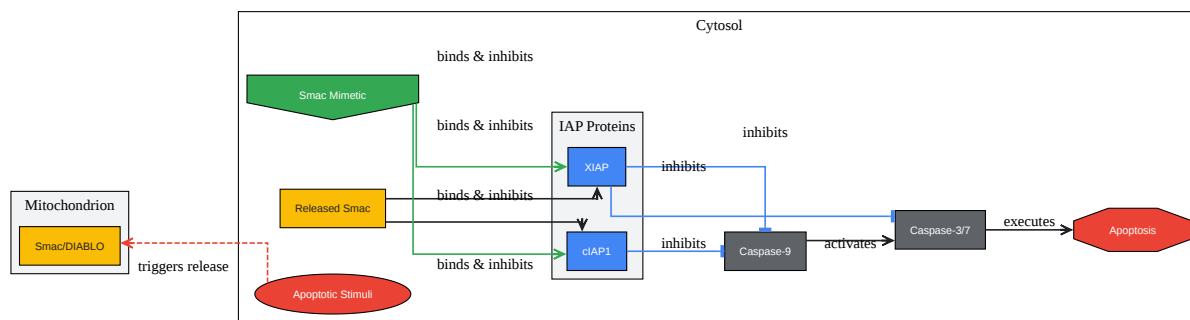 Cytosol
binds & inhibits
Smac Mimetic
binds & inhibits
IAP Proteins
inhibits
XIAP
inhibits
binds & inhibits
Mitochondrion
Released Smac
Smac/DIABLO
executes
Caspase-3/7
Apoptosis
cIAP1
inhibits
Caspase-9
activates
triggers release
binds & inhibits
Apoptotic Stimuli